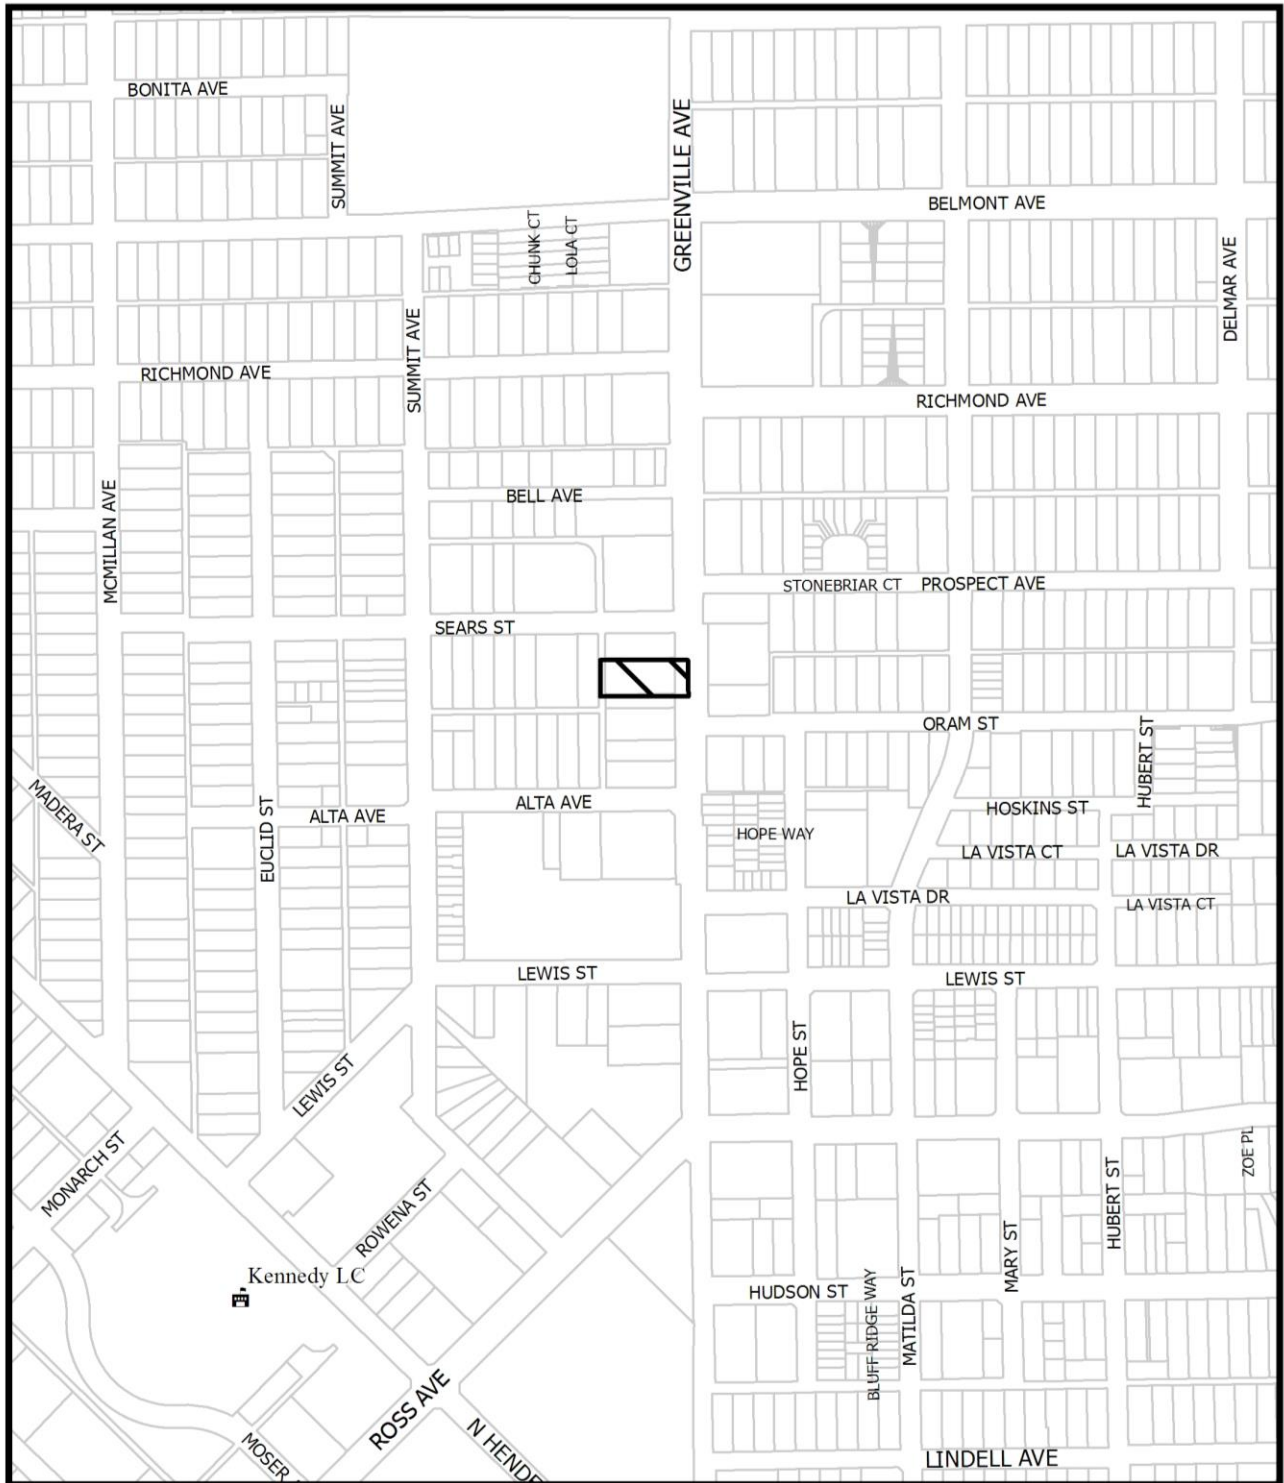 BONITA AVE
SUMMIT AVE
GREENVILLE AVE
BELMONT AVE
CHUNK CT
LOLA CT
DELMAR AVE
SUMMIT AVE
RICHMOND AVE
RICHMOND AVE
MCMILLAN AVE
BELL AVE
STONEBRIAR CT
PROSPECT AVE
SEARS ST
ORAM ST
HUBERT ST
MADERA ST
EUCLID ST
ALTA AVE
ALTA AVE
HOPE WAY
HOSKINS ST
LA VISTA CT
LA VISTA DR
LA VISTA DR
LA VISTA CT
LEWIS ST
LEWIS ST
HOPE ST
LEWIS ST
MONARCH ST
ROWENA ST
ZOE PL
HUBERT ST
MARY ST
Kennedy LC
HUDSON ST
BLUFF RIDGE WAY
MATILDA ST
ROSS AVE
MOSER
N HENDE
LINDELL AVE